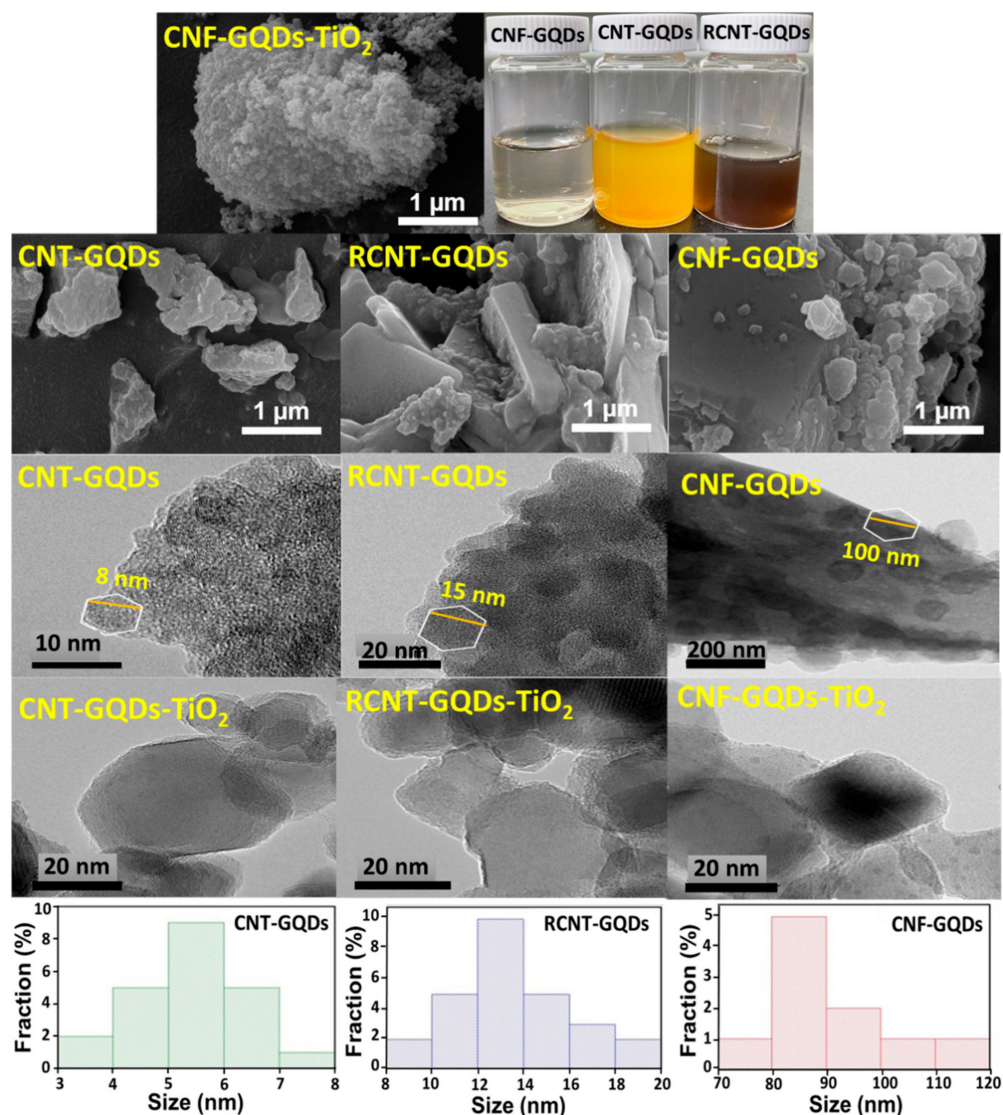 CNF-GQDs-TiO₂
1 µm
CNF-GQDs
CNT-GQDs
RCNT-GQDs
CNT-GQDs
1 µm
RCNT-GQDs
1 µm
CNF-GQDs
1 µm
CNT-GQDs
8 nm
10 nm
RCNT-GQDs
15 nm
20 nm
CNF-GQDs
100 nm
200 nm
CNT-GQDs-TiO₂
20 nm
RCNT-GQDs-TiO₂
20 nm
CNF-GQDs-TiO₂
20 nm
CNT-GQDs
Fraction (%)
10
8
6
4
2
0
3 4 5 6 7 8
Size (nm)
RCNT-GQDs
Fraction (%)
10
8
6
4
2
0
8 10 12 14 16 18 20
Size (nm)
CNF-GQDs
Fraction (%)
5
4
3
2
1
0
70 80 90 100 110 120
Size (nm)